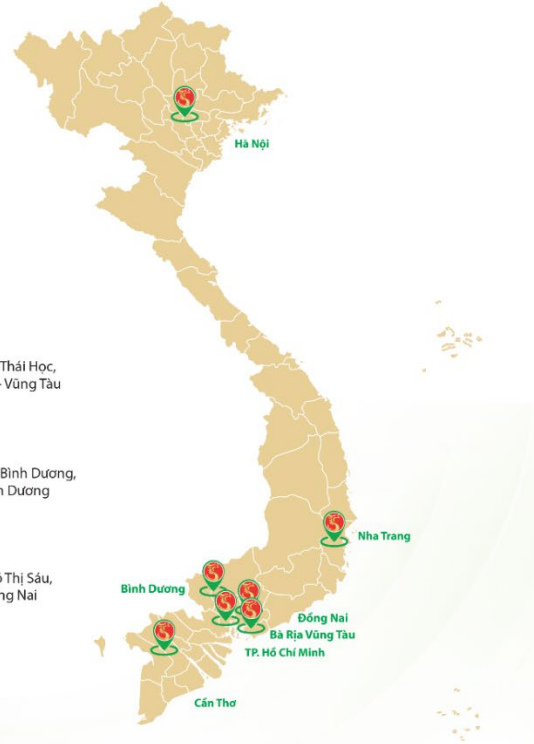 Hà Nội
Thái Học,
- Vũng Tàu
Bình Dương,
Dương
Nha Trang
Thị Sáu,
Nai
Bình Dương
Đồng Nai
Bà Rịa Vũng Tàu
TP. Hồ Chí Minh
Cần Thơ